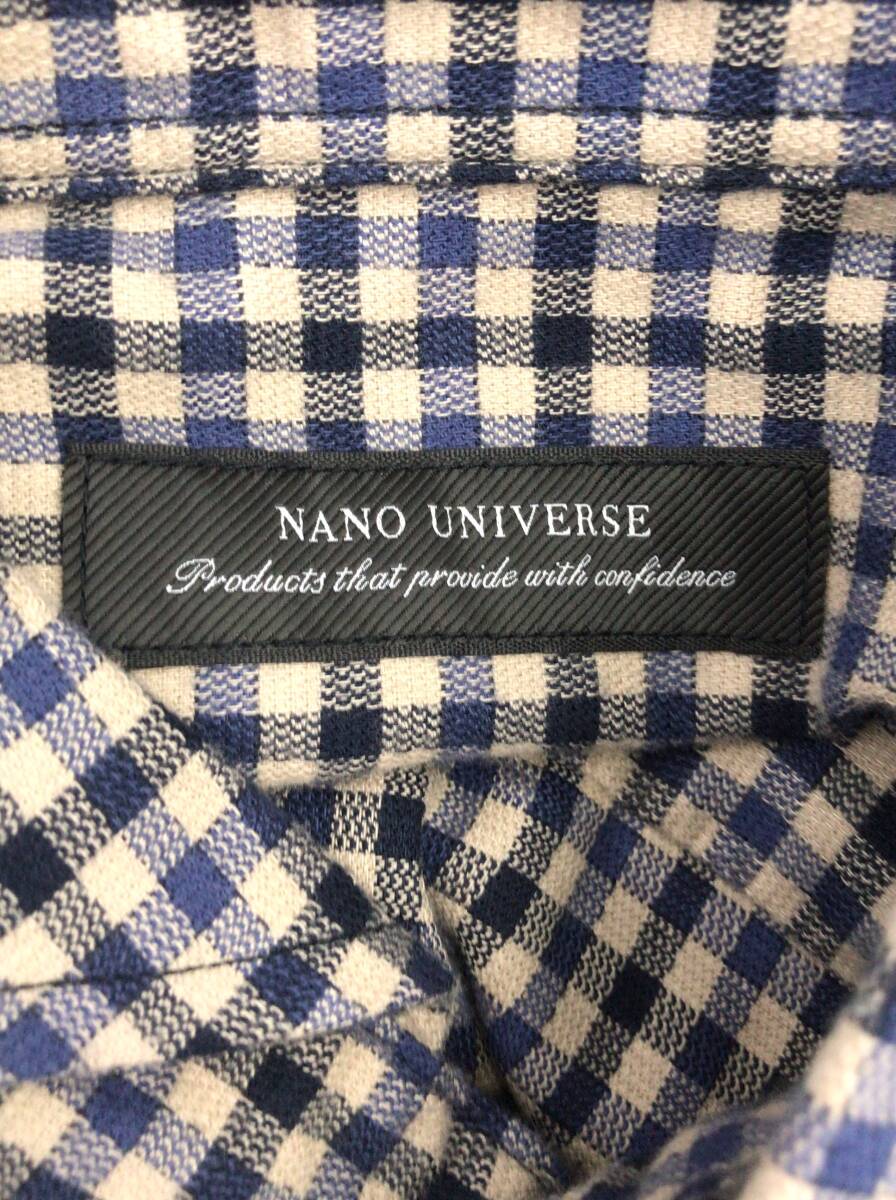 NANO UNIVERSE
Products that provide with confidence